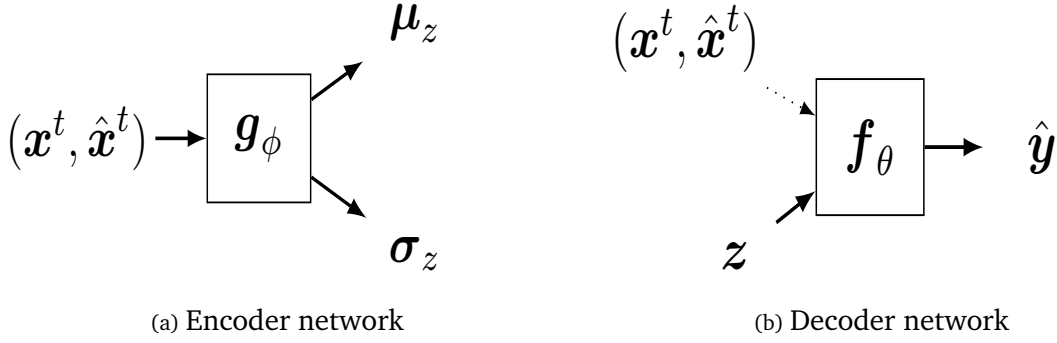 μ_z
(x^t, x̂^t)
(x^t, x̂^t)
g_ϕ
f_θ
ŷ
σ_z
z
(a) Encoder network
(b) Decoder network